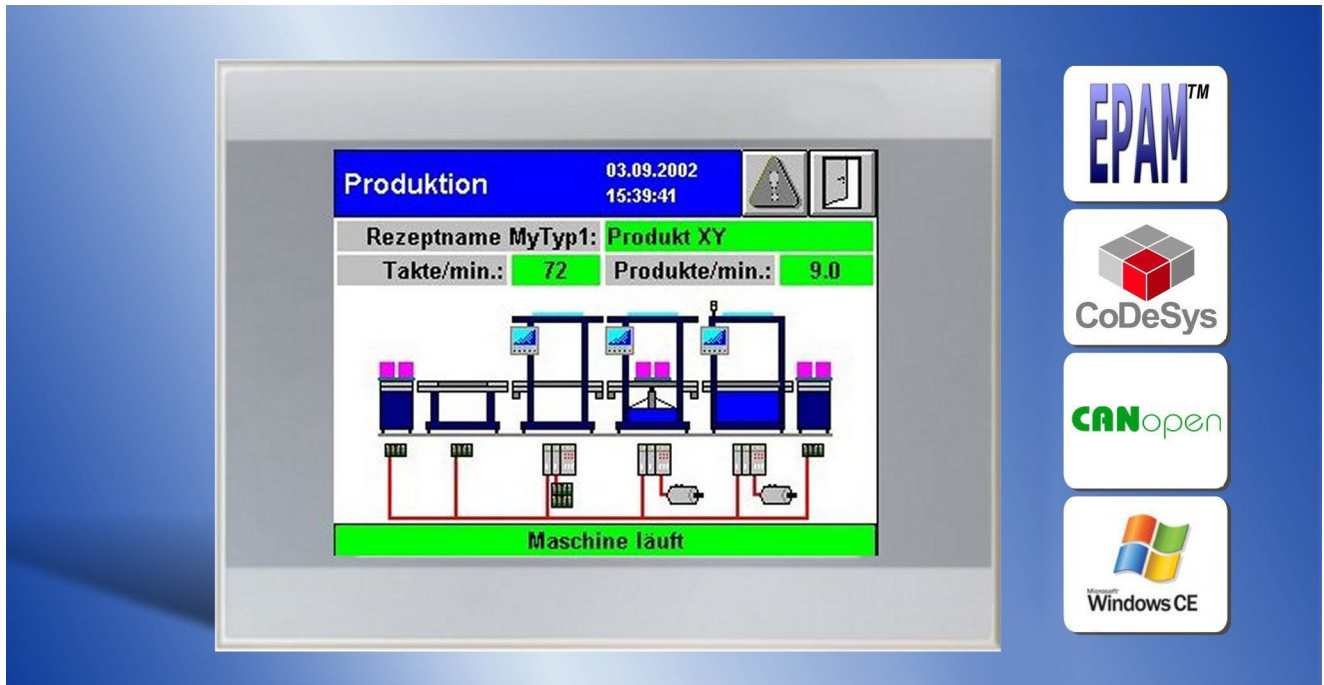 Produktion
03.09.2002
15:39:41
Rezeptname MyTyp1: Produkt XY
Takte/min.: 72 Produkte/min.: 9.0
Maschine läuft
EPAM™
CoDeSys
CANopen
Microsoft
Windows CE